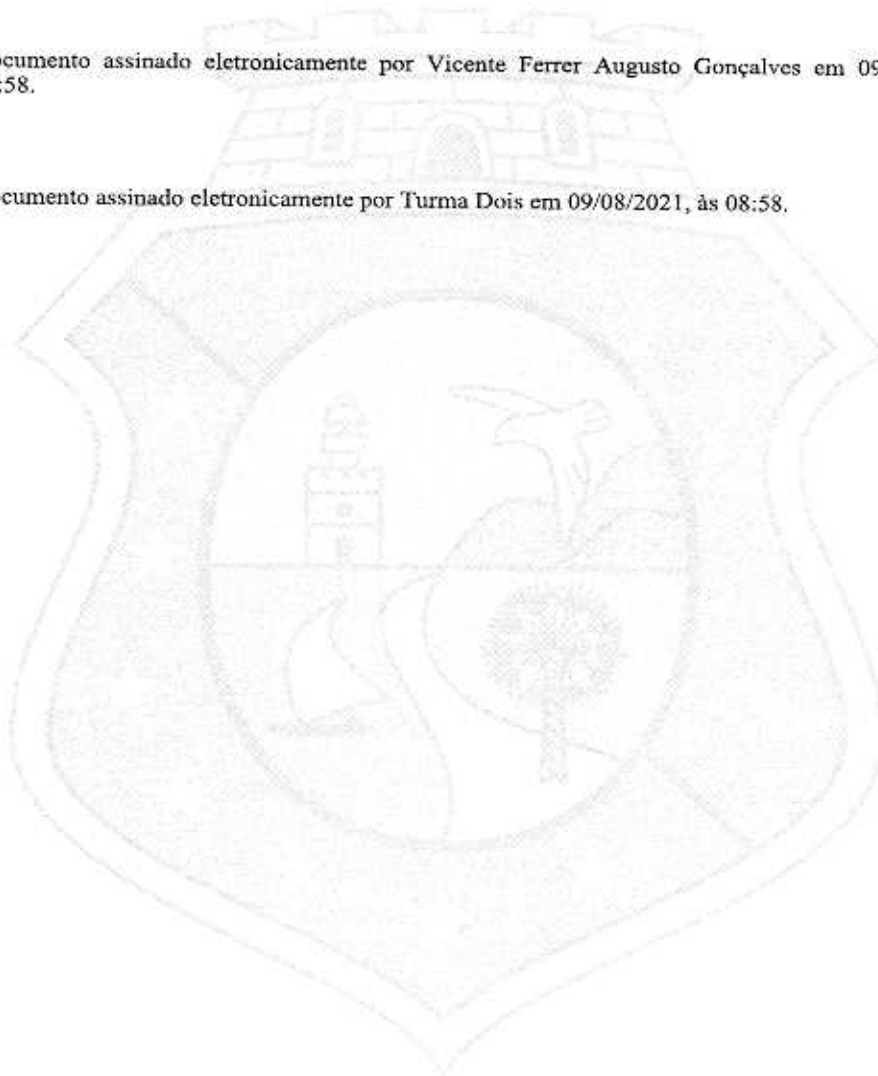 ocumento assinado eletronicamente por Vicente Ferrer Augusto Gonçalves em 09
:58.
cumento assinado eletronicamente por Turma Dois em 09/08/2021, às 08:58.